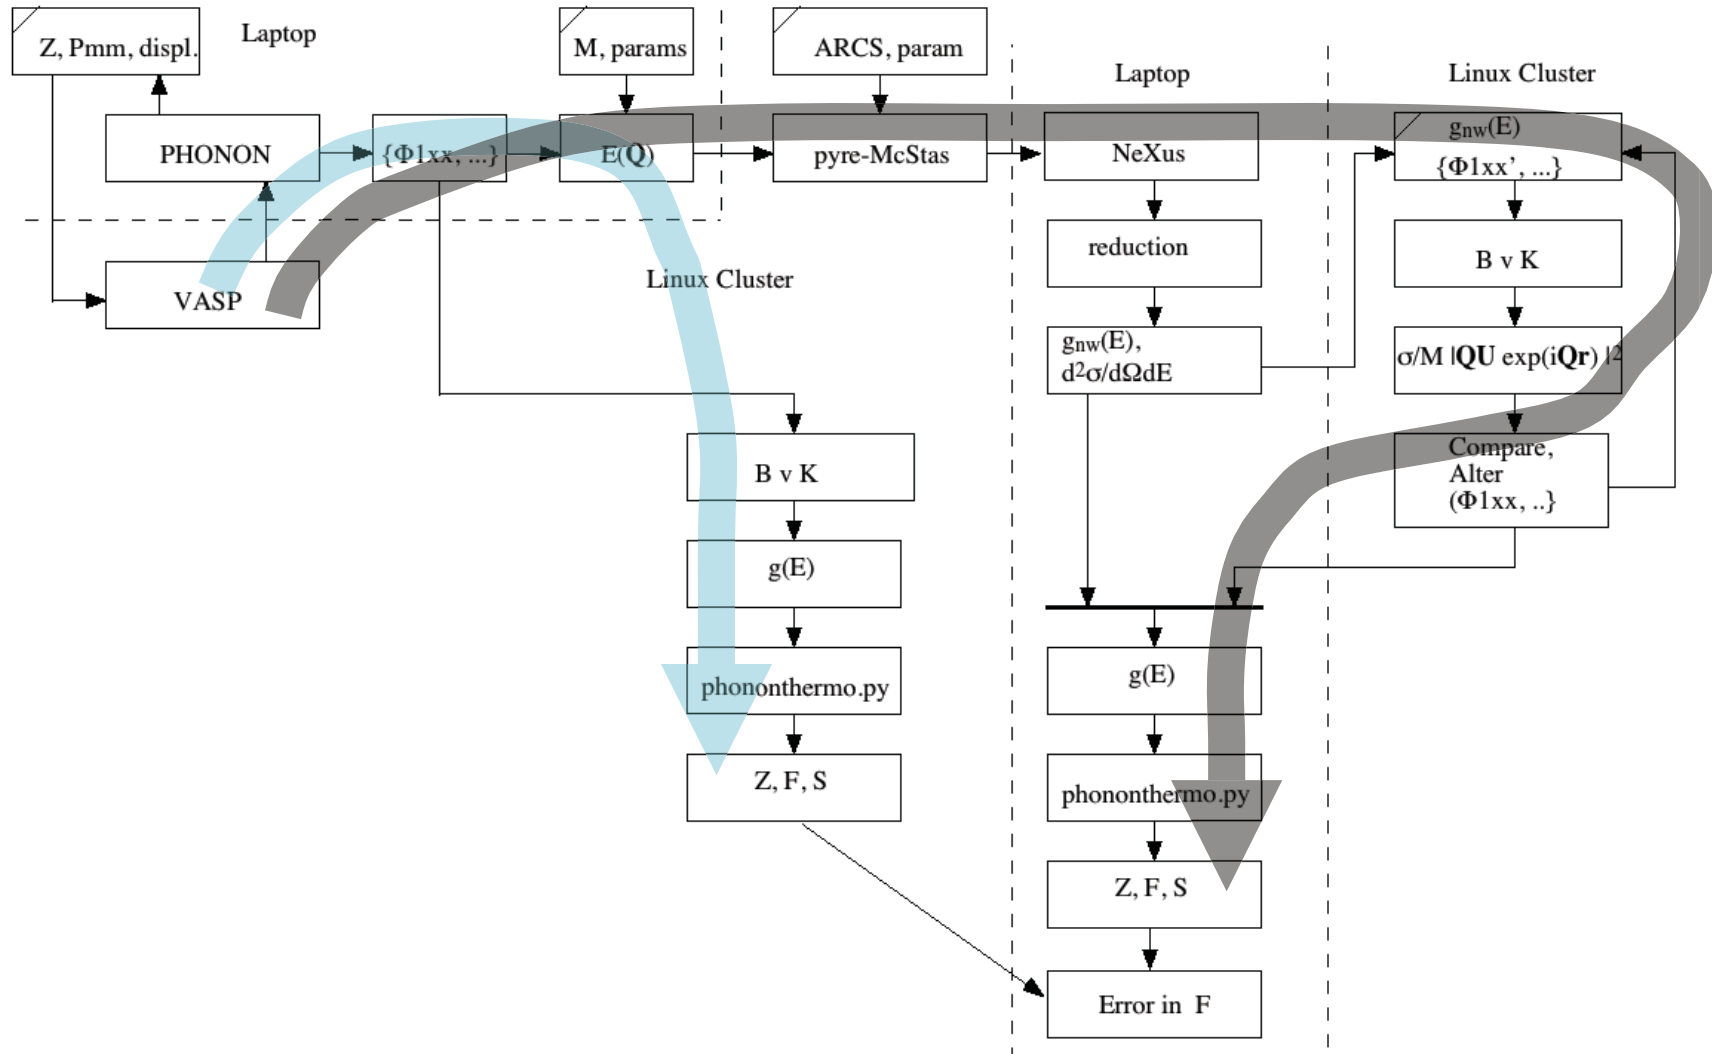 Z, Pmm, displ.
Laptop
M, params
ARCS, param
Laptop
Linux Cluster
PHONON
{Φ1xx, ...}
E(Q)
pyre-McStas
NeXus
gnw(E)
{Φ1xx’, ...}
VASP
Linux Cluster
reduction
B v K
gnw(E),
d²σ/dΩdE
σ/M |QU exp(iQr) |²
B v K
Compare,
Alter
(Φ1xx, ..}
g(E)
phononthermo.py
Z, F, S
g(E)
phononthermo.py
Z, F, S
Error in F